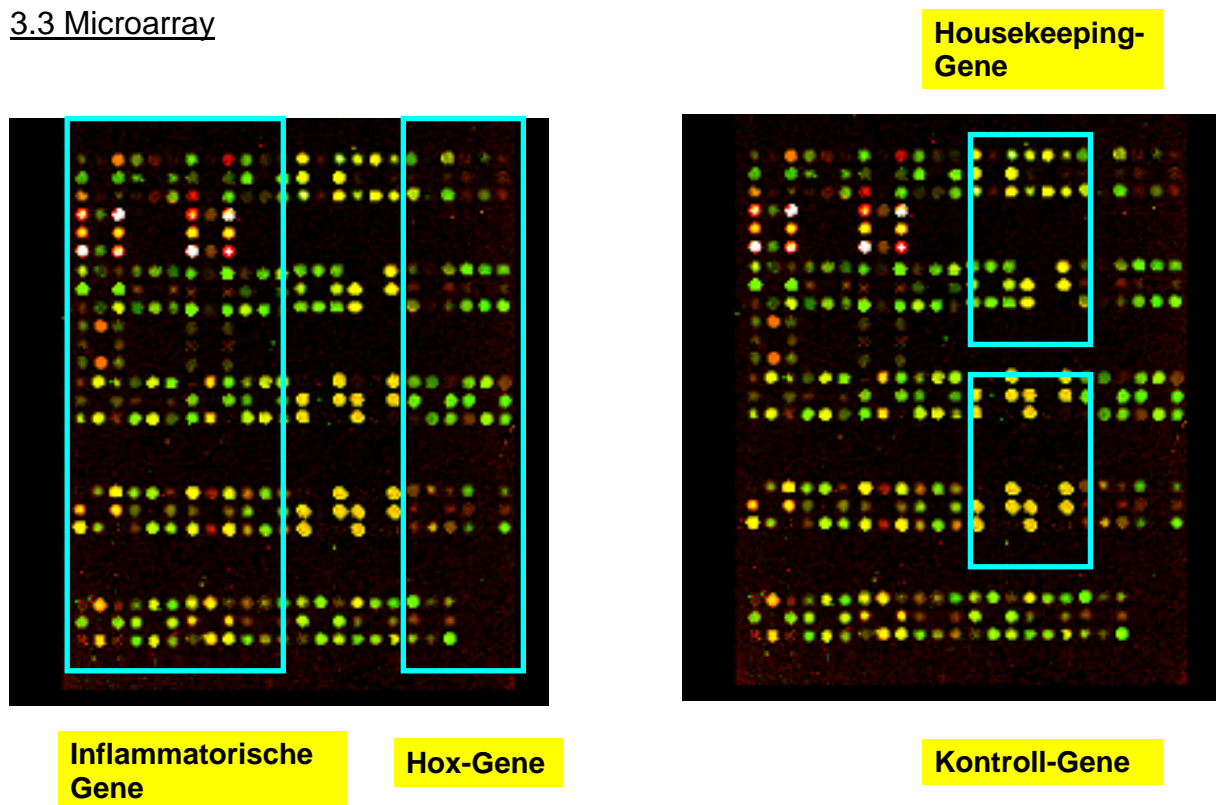 3.3 Microarray
Housekeeping-
Gene
Inflammatorische
Gene
Hox-Gene
Kontroll-Gene